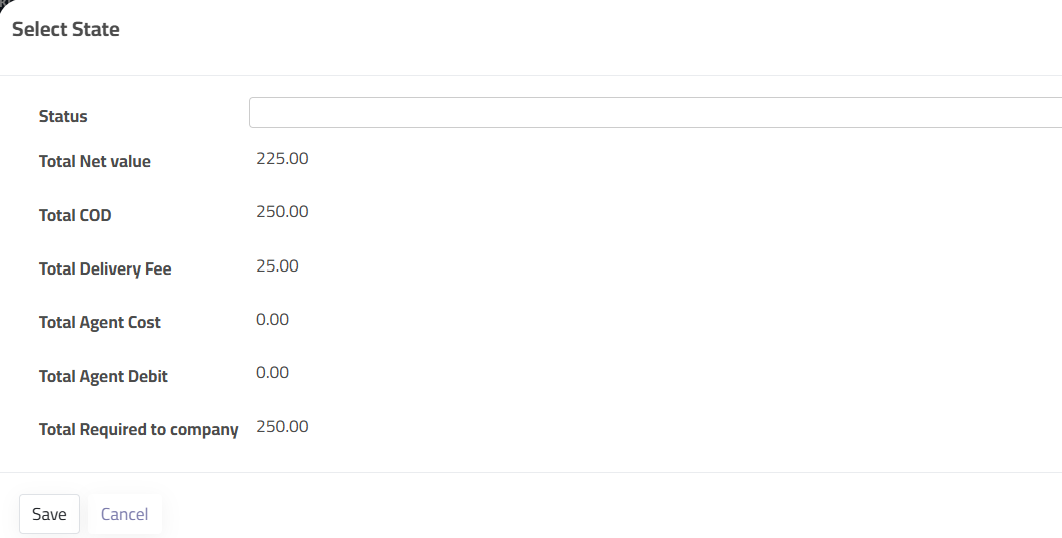 Select State
Status
Total Net value 225.00
Total COD 250.00
Total Delivery Fee 25.00
Total Agent Cost 0.00
Total Agent Debit 0.00
Total Required to company 250.00
Save Cancel